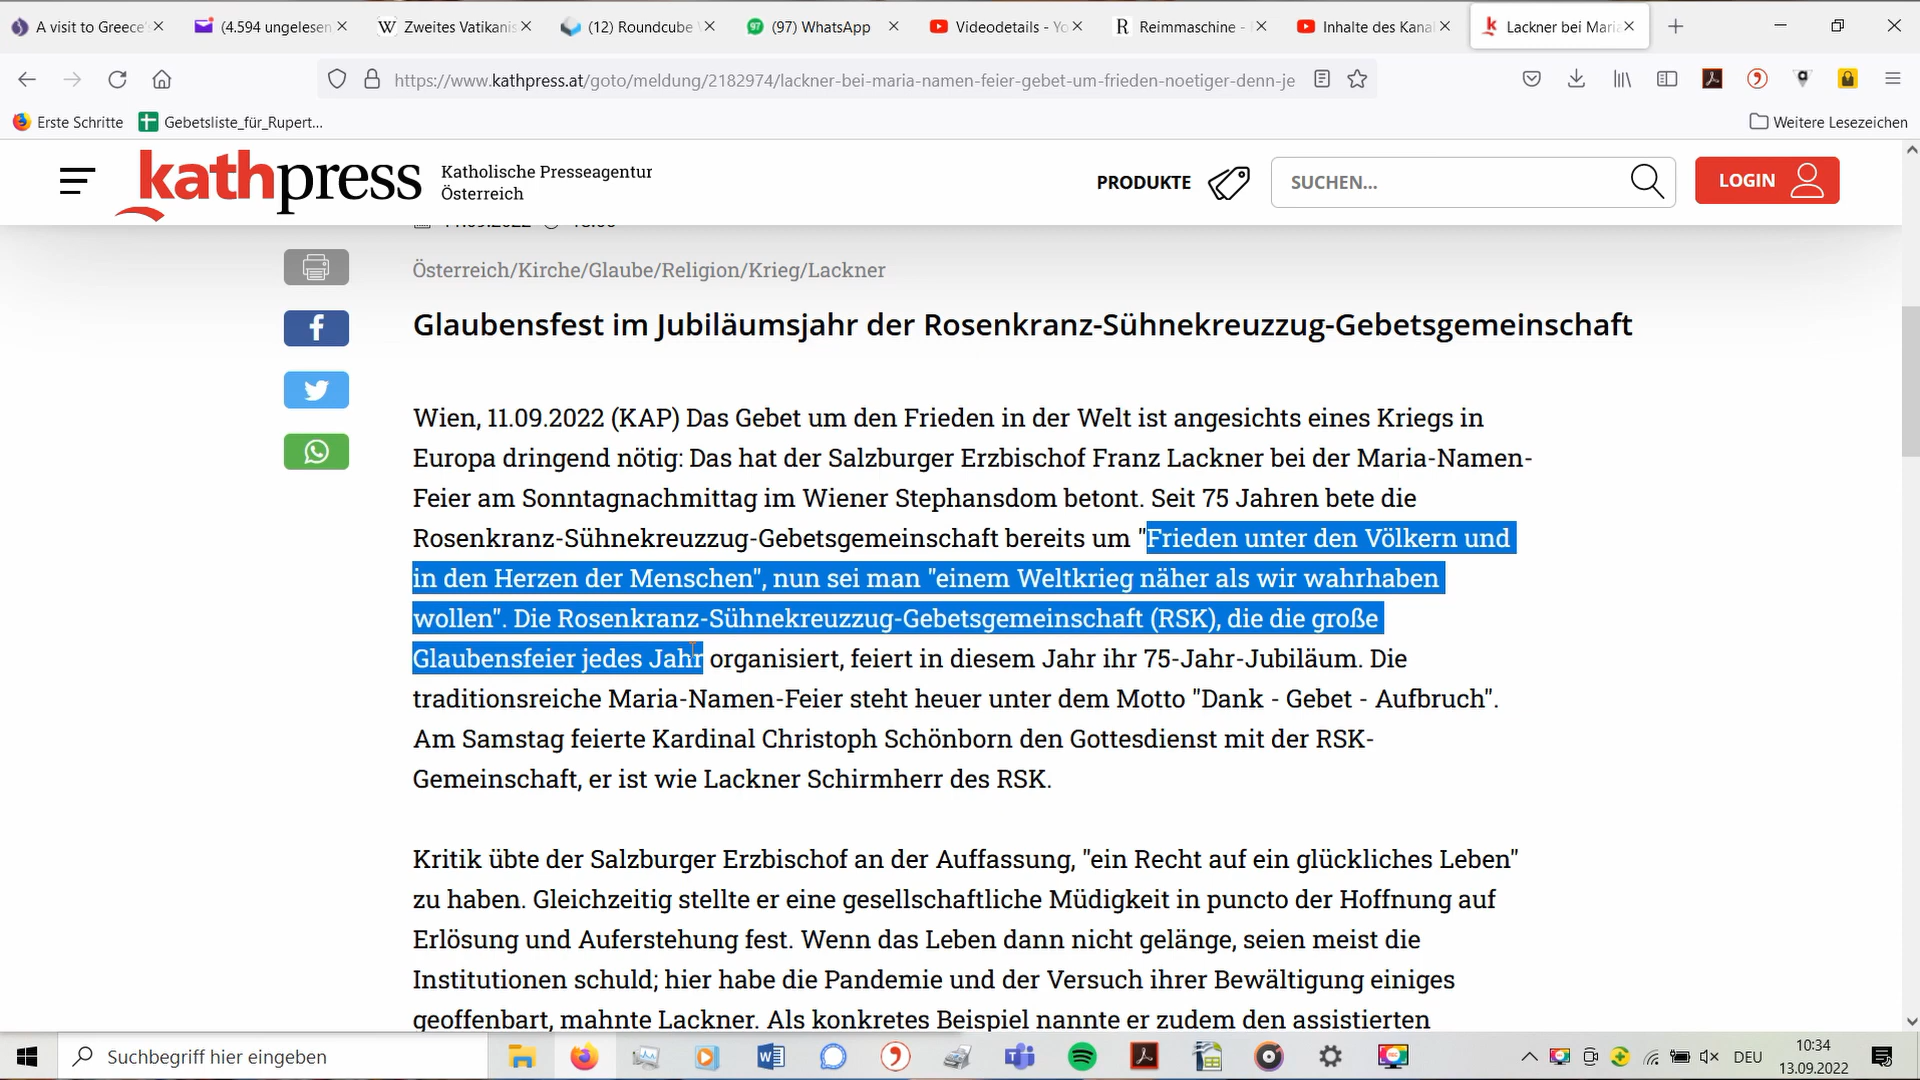 A visit to Greece'
(4.594 ungelesen
Zweites Vatikanis
(12) Roundcube
(97) WhatsApp
Videodetails - Yo
Reimmaschine -
Inhalte des Kanal
Lackner bei Maria
https://www.kathpress.at/goto/meldung/2182974/lackner-bei-maria-namen-feier-gebet-um-frieden-noetiger-denn-je
Erste Schritte
Gebetsliste_für_Rupert...
Weitere Lesezeichen
kathpress
Katholische Presseagentur
Österreich
PRODUKTE
SUCHEN...
LOGIN
Österreich/Kirche/Glaube/Religion/Krieg/Lackner
Glaubensfest im Jubiläumsjahr der Rosenkranz-Sühnekreuzzug-Gebetsgemeinschaft
Wien, 11.09.2022 (KAP) Das Gebet um den Frieden in der Welt ist angesichts eines Kriegs in
Europa dringend nötig: Das hat der Salzburger Erzbischof Franz Lackner bei der Maria-Namen-
Feier am Sonntagnachmittag im Wiener Stephansdom betont. Seit 75 Jahren bete die
Rosenkranz-Sühnekreuzzug-Gebetsgemeinschaft bereits um "Frieden unter den Völkern und
in den Herzen der Menschen", nun sei man "einem Weltkrieg näher als wir wahrhaben
wollen". Die Rosenkranz-Sühnekreuzzug-Gebetsgemeinschaft (RSK), die die große
Glaubensfeier jedes Jahr organisiert, feiert in diesem Jahr ihr 75-Jahr-Jubiläum. Die
traditionsreiche Maria-Namen-Feier steht heuer unter dem Motto "Dank - Gebet - Aufbruch".
Am Samstag feierte Kardinal Christoph Schönborn den Gottesdienst mit der RSK-
Gemeinschaft, er ist wie Lackner Schirmherr des RSK.
Kritik übte der Salzburger Erzbischof an der Auffassung, "ein Recht auf ein glückliches Leben"
zu haben. Gleichzeitig stellte er eine gesellschaftliche Müdigkeit in puncto der Hoffnung auf
Erlösung und Auferstehung fest. Wenn das Leben dann nicht gelänge, seien meist die
Institutionen schuld; hier habe die Pandemie und der Versuch ihrer Bewältigung einiges
geoffenbart, mahnte Lackner. Als konkretes Beispiel nannte er zudem den assistierten
Suchbegriff hier eingeben
DEU
10:34
13.09.2022